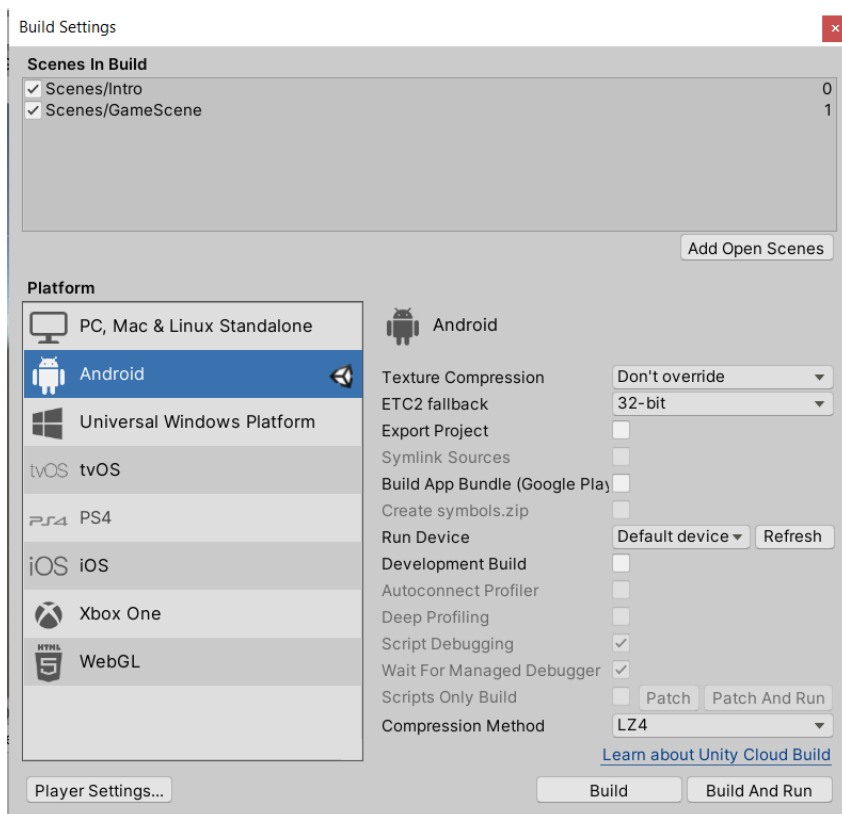 Build Settings
Scenes In Build
Scenes/Intro 0
Scenes/GameScene 1
Add Open Scenes
Platform
PC, Mac & Linux Standalone
Android
Universal Windows Platform
tvOS tvOS
PS4 PS4
iOS iOS
Xbox One
HTML 5 WebGL
Android
Texture Compression Don't override
ETC2 fallback 32-bit
Export Project
Symlink Sources
Build App Bundle (Google Play
Create symbols.zip
Run Device Default device Refresh
Development Build
Autoconnect Profiler
Deep Profiling
Script Debugging
Wait For Managed Debugger
Scripts Only Build Patch Patch And Run
Compression Method LZ4
Learn about Unity Cloud Build
Player Settings... Build Build And Run